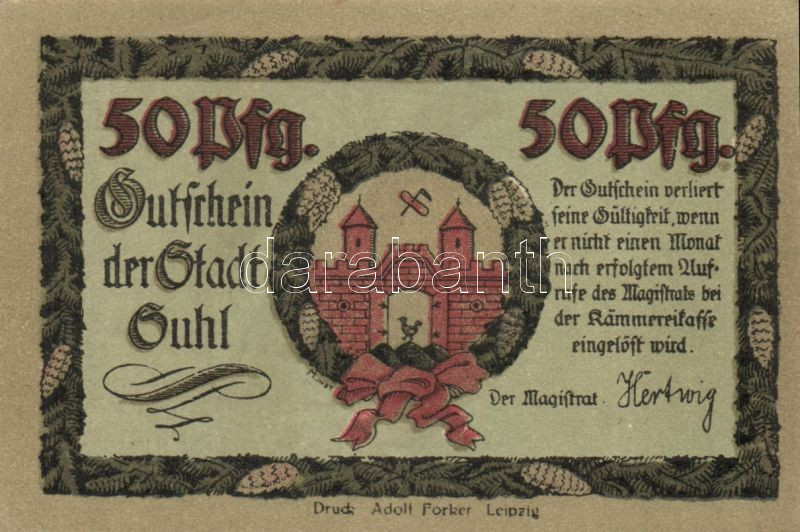 50 Pfg.
50 Pfg.
Gutschein
der Stadt
Suhl
Der Gutschein verliert
seine Gültigkeit, wenn
er nicht einen Monat
nach erfolgtem Auf-
rufe des Magistrats bei
der Kämmereikasse
eingelöst wird.
Der Magistrat. Hertwig
darabanth
Druck Adolf Forker Leipzig